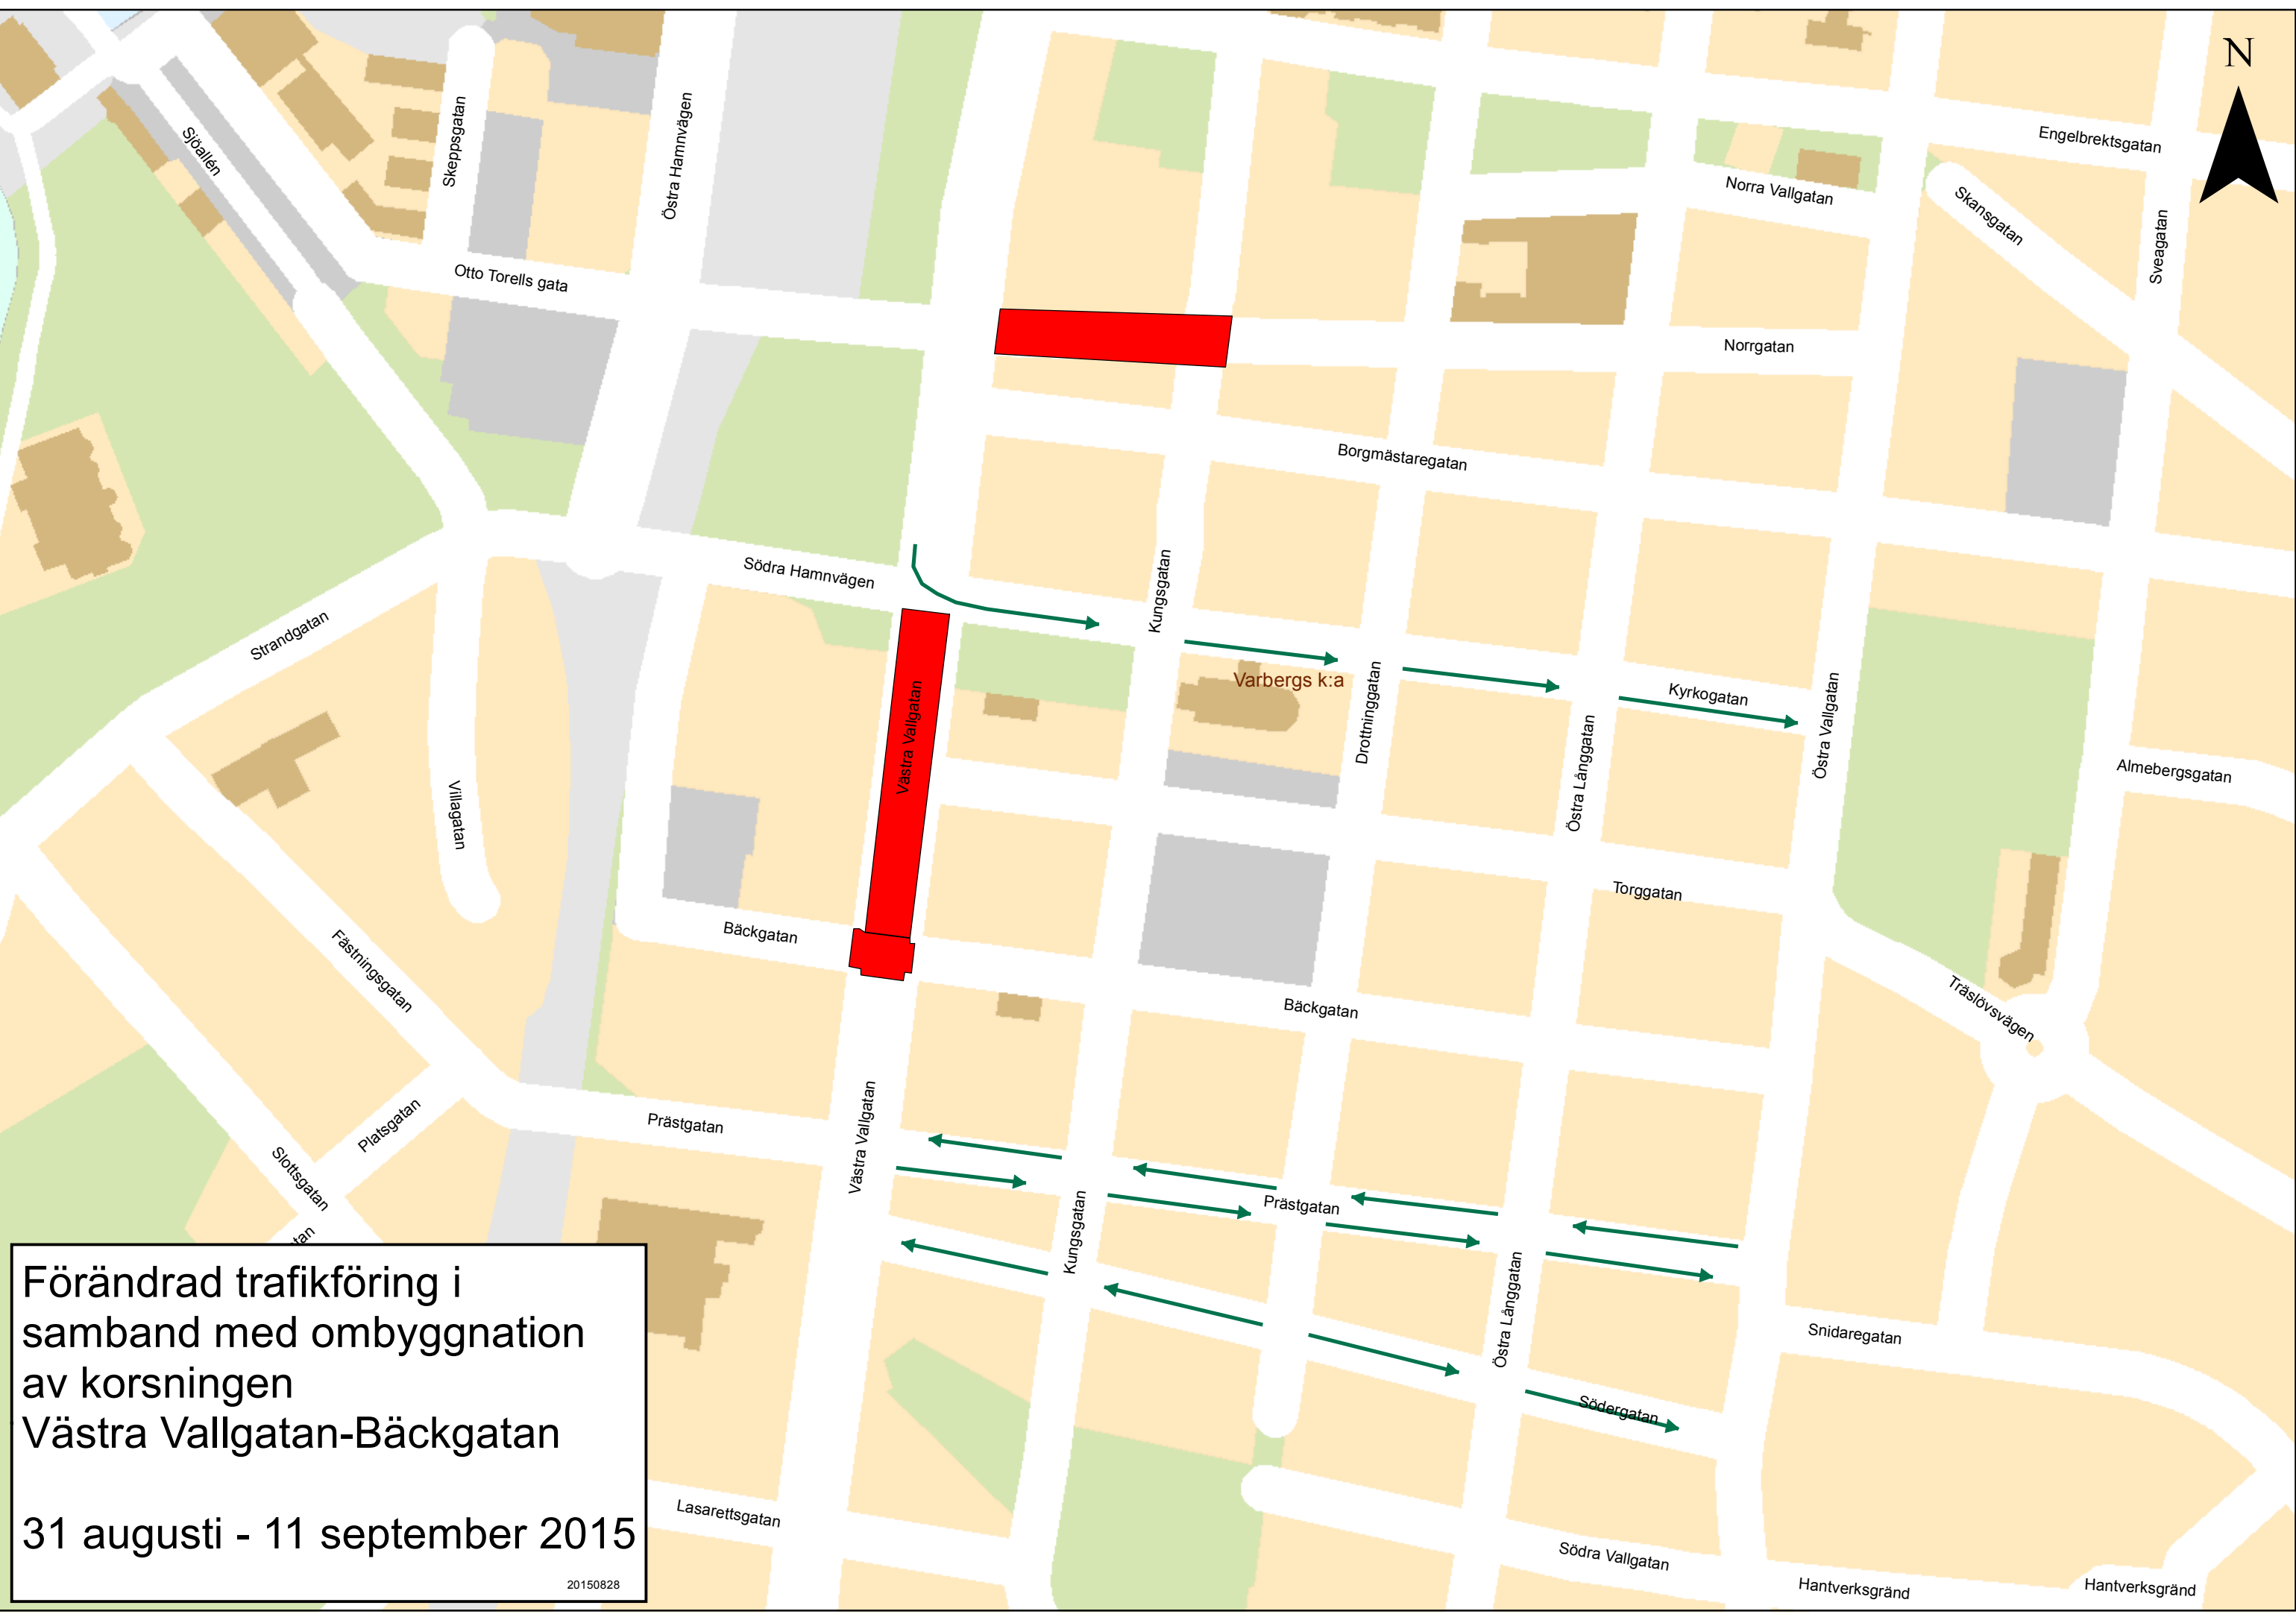 N
Engelbrektsgatan
Sjöallén
Skeppsgatan
Östra Hamnvägen
Norra Vallgatan
Skansgatan
Sveagatan
Otto Torells gata
Norrgatan
Borgmästaregatan
Södra Hamnvägen
Kungsgatan
Strandgatan
Varbergs k:a
Drottninggatan
Kyrkogatan
Östra Vallgatan
Västra Vallgatan
Östra Långgatan
Almebergsgatan
Villagatan
Torggatan
Bäckgatan
Fästningsgatan
Bäckgatan
Träslövsvägen
Platsgatan
Prästgatan
Västra Vallgatan
Slottsgatan
Prästgatan
Kungsgatan
tan
Östra Långgatan
Snidaregatan
Södergatan
Lasarettsgatan
Södra Vallgatan
Hantverksgränd
Hantverksgränd
Förändrad trafikföring i
samband med ombyggnation
av korsningen
Västra Vallgatan-Bäckgatan
31 augusti - 11 september 2015
20150828